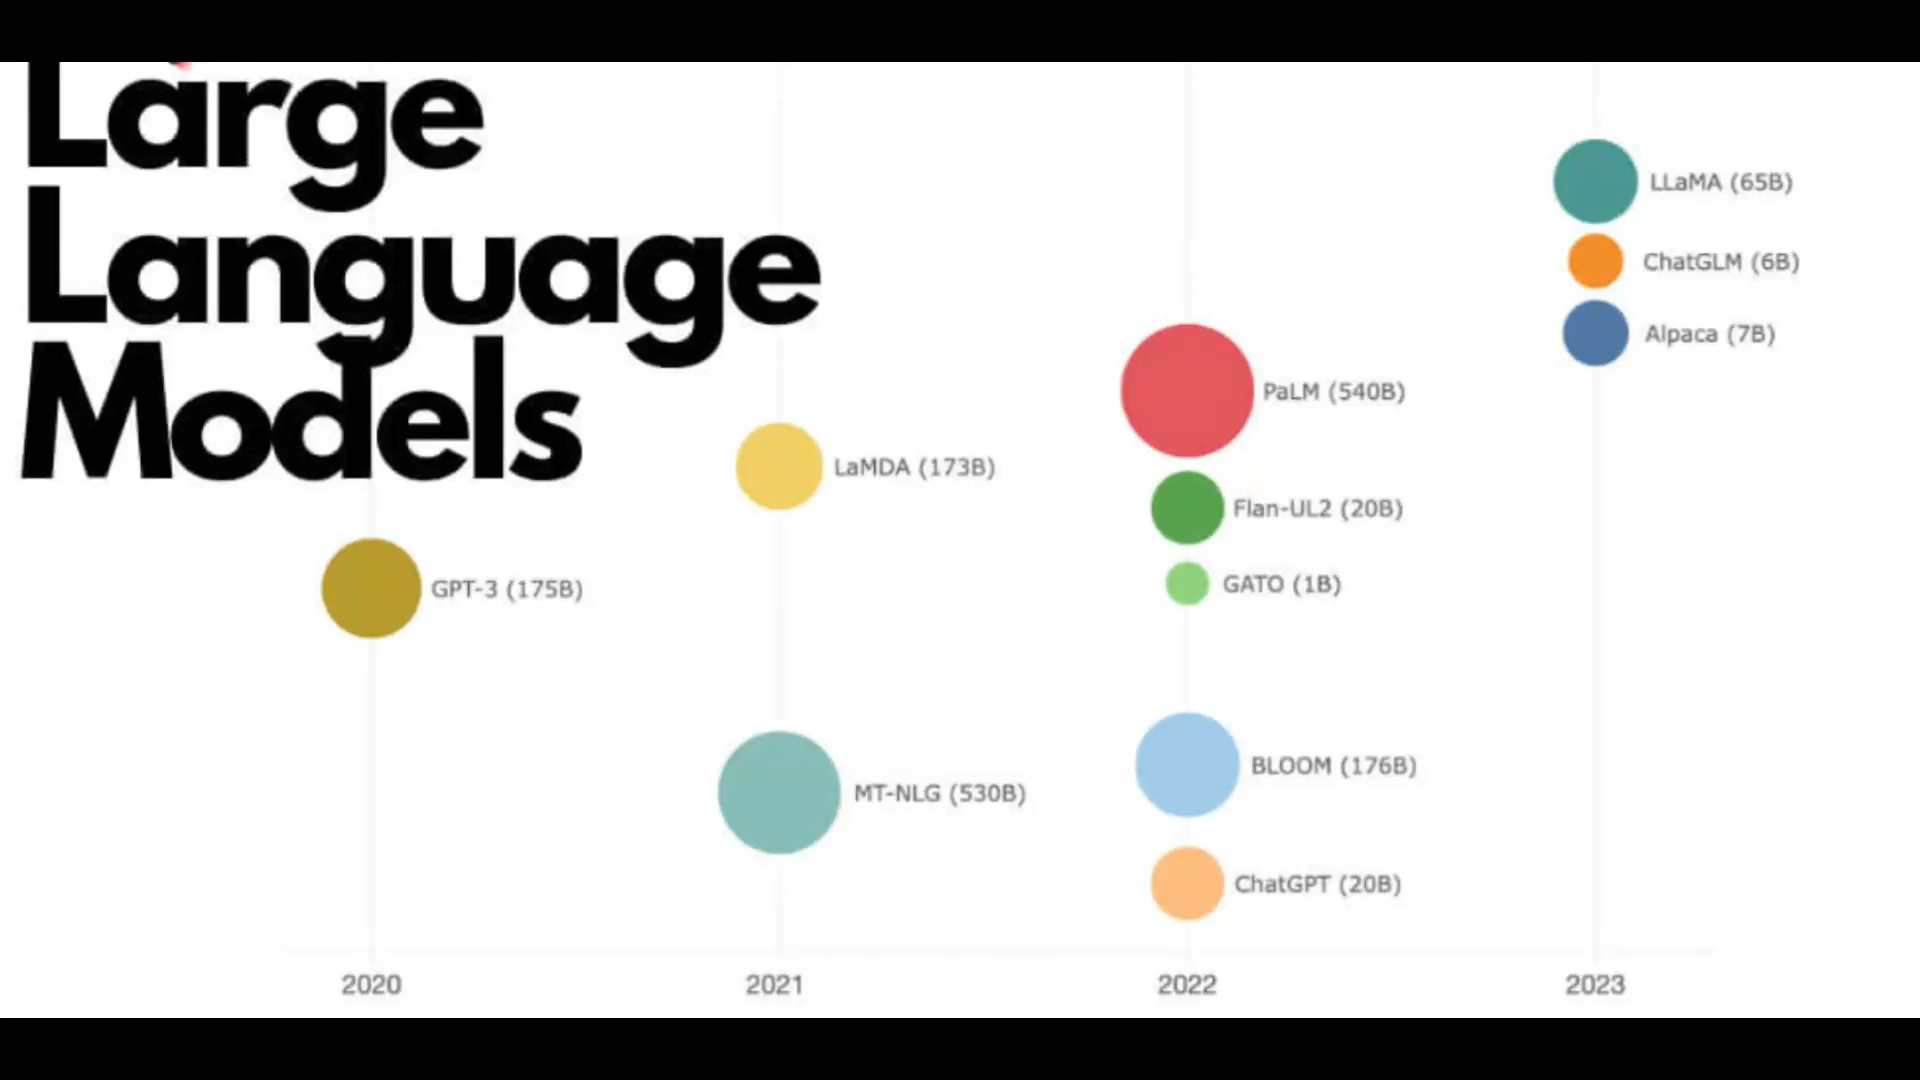 Large
Language
Models
LLaMA (65B)
ChatGLM (6B)
Alpaca (7B)
PaLM (540B)
LaMDA (173B)
Flan-UL2 (20B)
GPT-3 (175B)
GATO (1B)
BLOOM (176B)
MT-NLG (530B)
ChatGPT (20B)
2020
2021
2022
2023